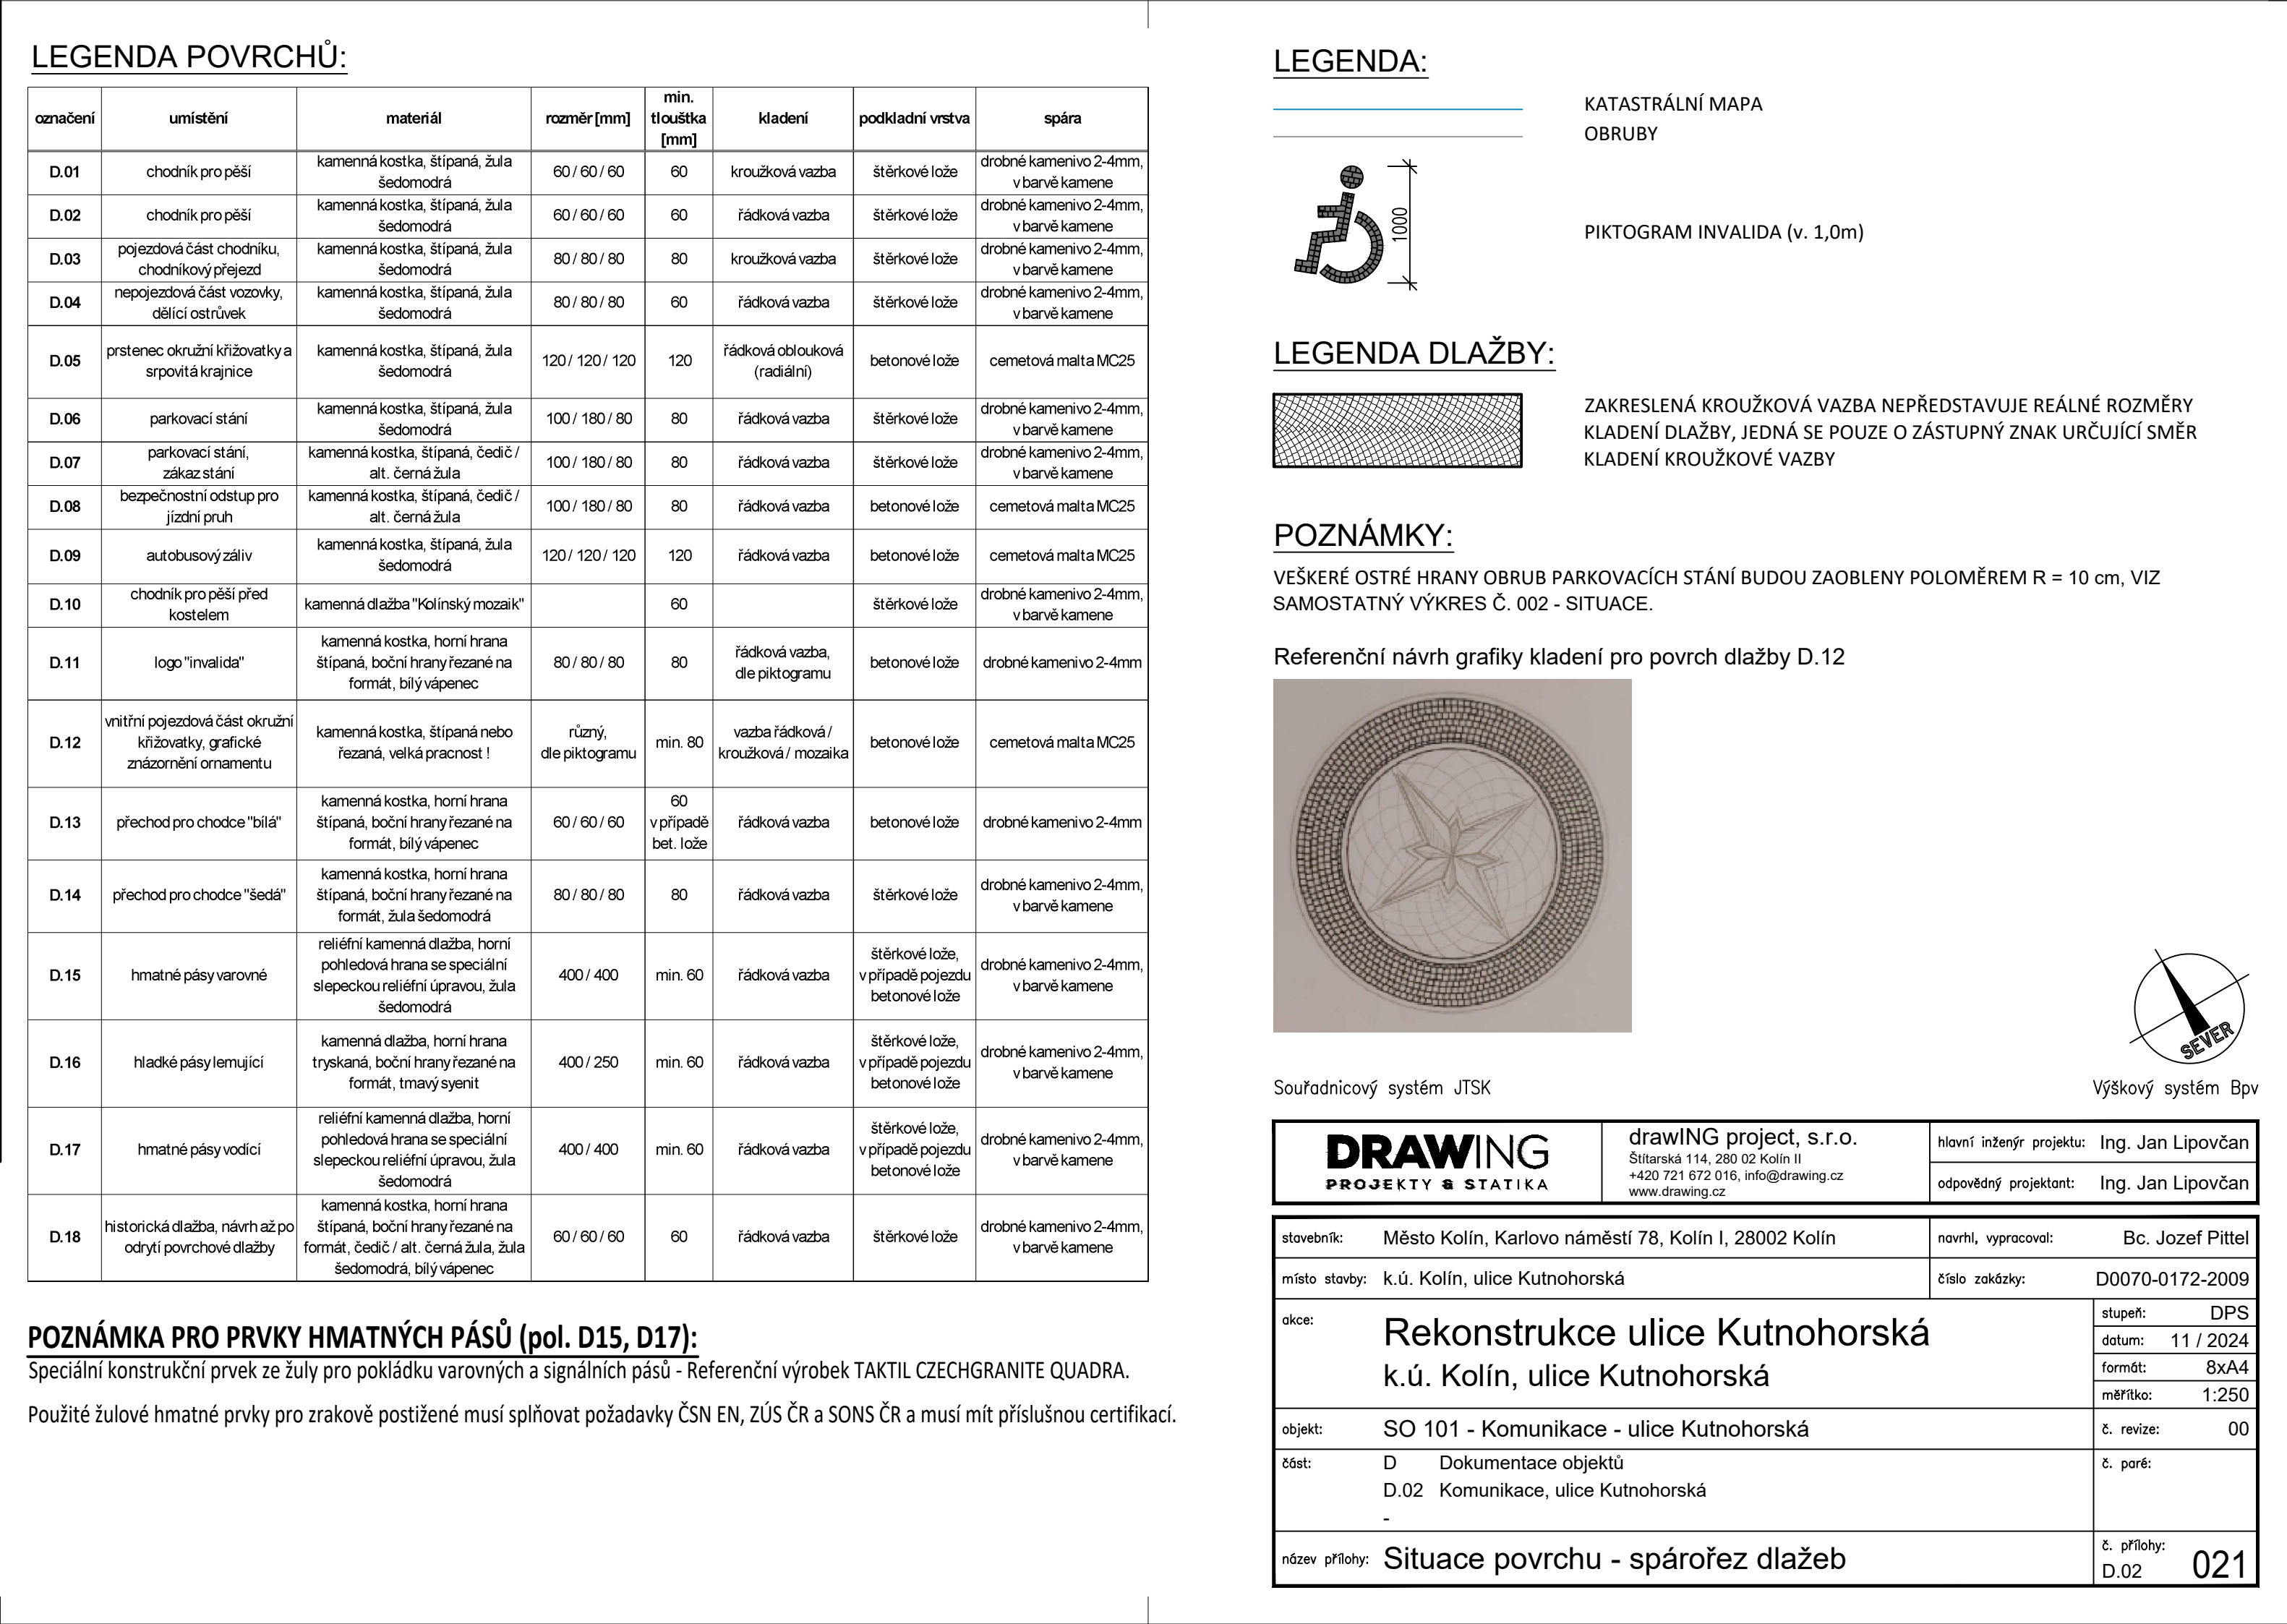 LEGENDA POVRCHŮ:
označení umístění materiál rozměr [mm] min. tlouštka [mm] kladení podkladní vrstva spára
D.01 chodník pro pěší kamenná kostka, štípaná, žula šedomodrá 60 / 60 / 60 60 kroužková vazba štěrkové lože drobné kamenivo 2-4mm, v barvě kamene
D.02 chodník pro pěší kamenná kostka, štípaná, žula šedomodrá 60 / 60 / 60 60 řádková vazba štěrkové lože drobné kamenivo 2-4mm, v barvě kamene
D.03 pojezdová část chodníku, chodníkový přejezd kamenná kostka, štípaná, žula šedomodrá 80 / 80 / 80 80 kroužková vazba štěrkové lože drobné kamenivo 2-4mm, v barvě kamene
D.04 nepojezdová část vozovky, dělící ostrůvek kamenná kostka, štípaná, žula šedomodrá 80 / 80 / 80 60 řádková vazba štěrkové lože drobné kamenivo 2-4mm, v barvě kamene
D.05 prstenec okružní křižovatky a srpovitá krajnice kamenná kostka, štípaná, žula šedomodrá 120 / 120 / 120 120 řádková oblouková (radiální) betonové lože cemetová malta MC25
D.06 parkovací stání kamenná kostka, štípaná, žula šedomodrá 100 / 180 / 80 80 řádková vazba štěrkové lože drobné kamenivo 2-4mm, v barvě kamene
D.07 parkovací stání, zákaz stání kamenná kostka, štípaná, čedič / alt. černá žula 100 / 180 / 80 80 řádková vazba štěrkové lože drobné kamenivo 2-4mm, v barvě kamene
D.08 bezpečnostní odstup pro jízdní pruh kamenná kostka, štípaná, čedič / alt. černá žula 100 / 180 / 80 80 řádková vazba betonové lože cemetová malta MC25
D.09 autobusový záliv kamenná kostka, štípaná, žula šedomodrá 120 / 120 / 120 120 řádková vazba betonové lože cemetová malta MC25
D.10 chodník pro pěší před kostelem kamenná dlažba "Kolínský mozaik" 60 štěrkové lože drobné kamenivo 2-4mm, v barvě kamene
D.11 logo "invalida" kamenná kostka, horní hrana štípaná, boční hrany řezané na formát, bílý vápenec 80 / 80 / 80 80 řádková vazba, dle piktogramu betonové lože drobné kamenivo 2-4mm
D.12 vnitřní pojezdová část okružní křižovatky, grafické znázornění ornamentu kamenná kostka, štípaná nebo řezaná, velká pracnost ! různý, dle piktogramu min. 80 vazba řádková / kroužková / mozaika betonové lože cemetová malta MC25
D.13 přechod pro chodce "bílá" kamenná kostka, horní hrana štípaná, boční hrany řezané na formát, bílý vápenec 60 / 60 / 60 60 v případě bet. lože řádková vazba betonové lože drobné kamenivo 2-4mm
D.14 přechod pro chodce "šedá" kamenná kostka, horní hrana štípaná, boční hrany řezané na formát, žula šedomodrá 80 / 80 / 80 80 řádková vazba štěrkové lože drobné kamenivo 2-4mm, v barvě kamene
D.15 hmatné pásy varovné reliéfní kamenná dlažba, horní pohledová hrana se speciální slepeckou reliéfní úpravou, žula šedomodrá 400 / 400 min. 60 řádková vazba štěrkové lože, v případě pojezdu betonové lože drobné kamenivo 2-4mm, v barvě kamene
D.16 hladké pásy lemující kamenná dlažba, horní hrana tryskaná, boční hrany řezané na formát, tmavý syenit 400 / 250 min. 60 řádková vazba štěrkové lože, v případě pojezdu betonové lože drobné kamenivo 2-4mm, v barvě kamene
D.17 hmatné pásy vodící reliéfní kamenná dlažba, horní pohledová hrana se speciální slepeckou reliéfní úpravou, žula šedomodrá 400 / 400 min. 60 řádková vazba štěrkové lože, v případě pojezdu betonové lože drobné kamenivo 2-4mm, v barvě kamene
D.18 historická dlažba, návrh až po odrytí povrchové dlažby kamenná kostka, horní hrana štípaná, boční hrany řezané na formát, čedič / alt. černá žula, žula šedomodrá, bílý vápenec 60 / 60 / 60 60 řádková vazba štěrkové lože drobné kamenivo 2-4mm, v barvě kamene
POZNÁMKA PRO PRVKY HMATNÝCH PÁSŮ (pol. D15, D17):
Speciální konstrukční prvek ze žuly pro pokládku varovných a signálních pásů - Referenční výrobek TAKTIL CZECHGRANITE QUADRA.
Použité žulové hmatné prvky pro zrakově postižené musí splňovat požadavky ČSN EN, ZÚS ČR a SONS ČR a musí mít příslušnou certifikací.
LEGENDA:
KATASTRÁLNÍ MAPA
OBRUBY
1000
PIKTOGRAM INVALIDA (v. 1,0m)
LEGENDA DLAŽBY:
ZAKRESLENÁ KROUŽKOVÁ VAZBA NEPŘEDSTAVUJE REÁLNÉ ROZMĚRY
KLADENÍ DLAŽBY, JEDNÁ SE POUZE O ZÁSTUPNÝ ZNAK URČUJÍCÍ SMĚR
KLADENÍ KROUŽKOVÉ VAZBY
POZNÁMKY:
VEŠKERÉ OSTRÉ HRANY OBRUB PARKOVACÍCH STÁNÍ BUDOU ZAOBLENY POLOMĚREM R = 10 cm, VIZ
SAMOSTATNÝ VÝKRES Č. 002 - SITUACE.
Referenční návrh grafiky kladení pro povrch dlažby D.12
SEVER
Souřadnicový systém JTSK
Výškový systém Bpv
DRAWING
PROJEKTY & STATIKA
drawING project, s.r.o.
Štítarská 114, 280 02 Kolín II
+420 721 672 016, info@drawing.cz
www.drawing.cz
hlavní inženýr projektu: Ing. Jan Lipovčan
odpovědný projektant: Ing. Jan Lipovčan
stavebník: Město Kolín, Karlovo náměstí 78, Kolín I, 28002 Kolín
navrhl, vypracoval: Bc. Jozef Pittel
místo stavby: k.ú. Kolín, ulice Kutnohorská
číslo zakázky: D0070-0172-2009
akce: Rekonstrukce ulice Kutnohorská
k.ú. Kolín, ulice Kutnohorská
stupeň: DPS
datum: 11 / 2024
formát: 8xA4
měřítko: 1:250
objekt: SO 101 - Komunikace - ulice Kutnohorská
č. revize: 00
část: D Dokumentace objektů
D.02 Komunikace, ulice Kutnohorská
-
č. paré:
název přílohy: Situace povrchu - spárořez dlažeb
č. přílohy:
D.02 021